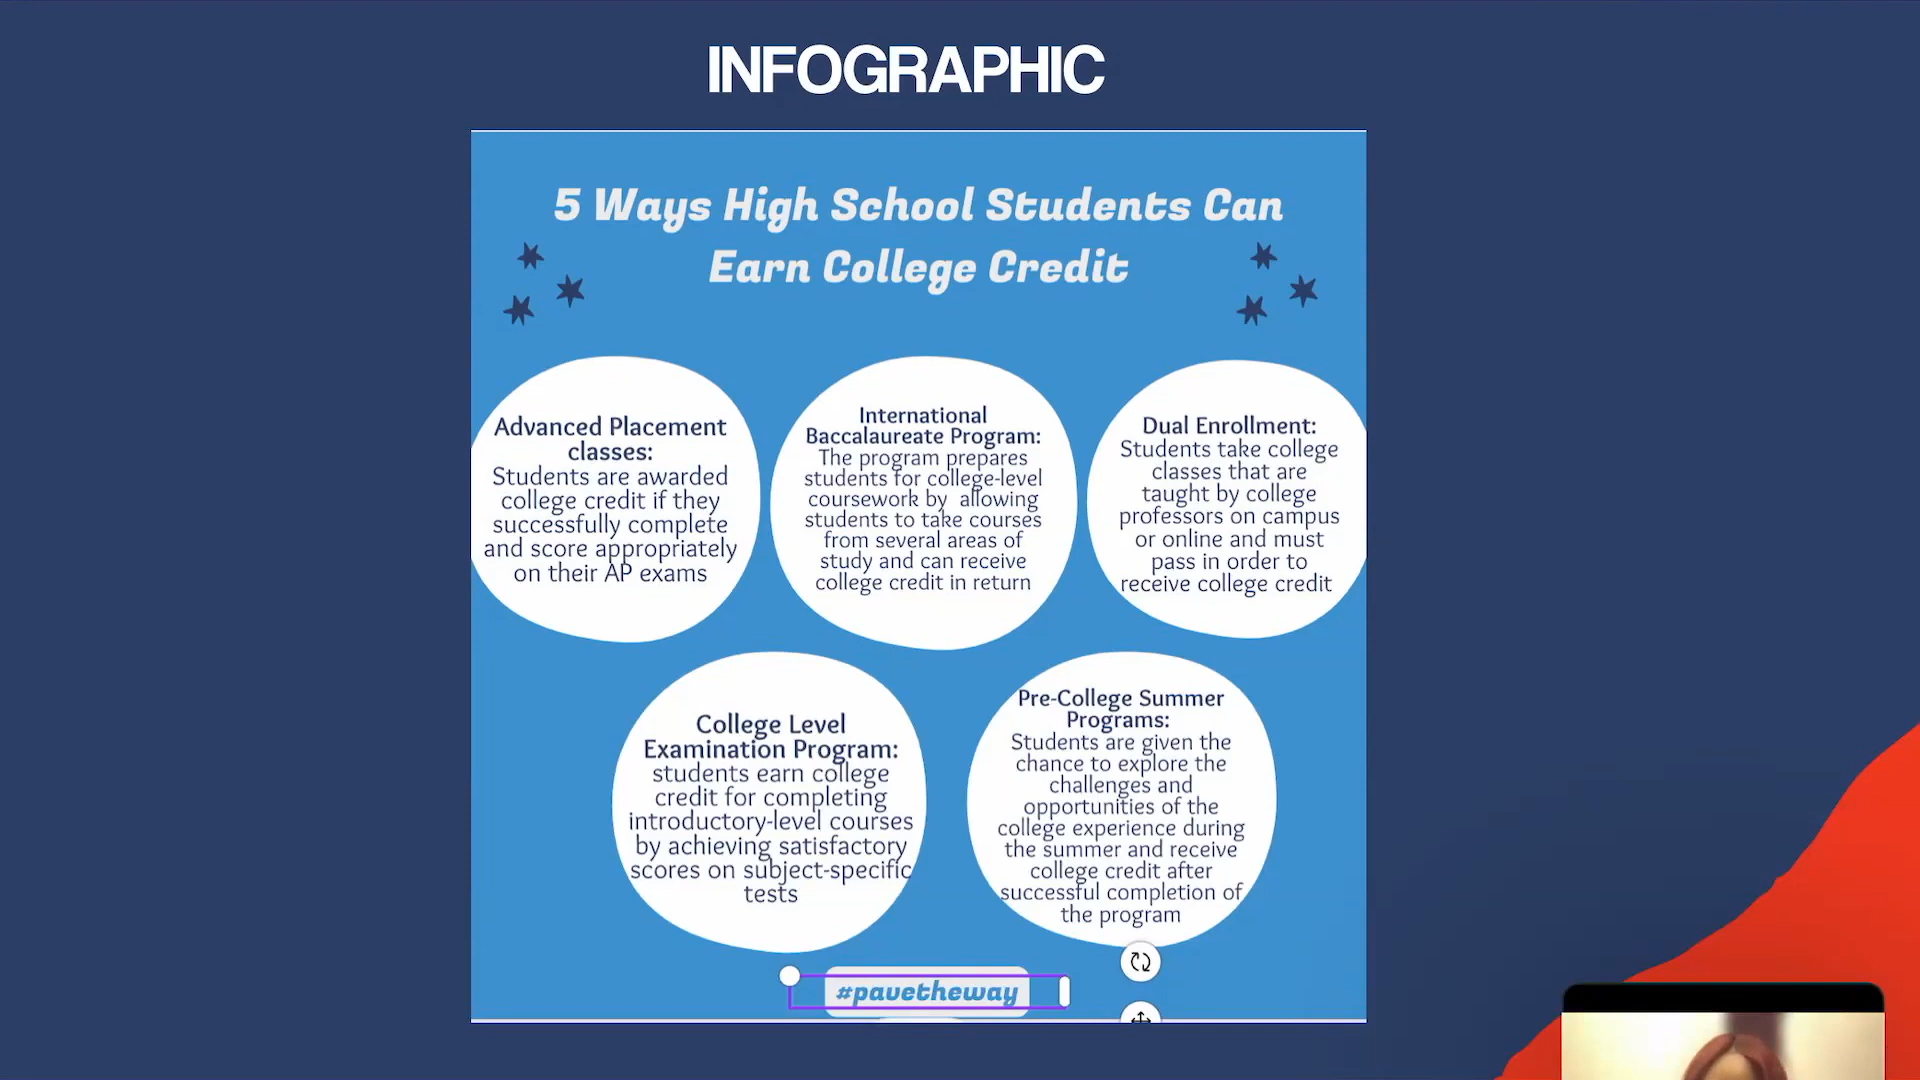 INFOGRAPHIC
5 Ways High School Students Can
Earn College Credit
Advanced Placement
classes:
Students are awarded
college credit if they
successfully complete
and score appropriately
on their AP exams
International
Baccalaureate Program:
The program prepares
students for college-level
coursework by allowing
students to take courses
from several areas of
study and can receive
college credit in return
Dual Enrollment:
Students take college
classes that are
taught by college
professors on campus
or online and must
pass in order to
receive college credit
College Level
Examination Program:
students earn college
credit for completing
introductory-level courses
by achieving satisfactory
scores on subject-specific
tests
Pre-College Summer
Programs:
Students are given the
chance to explore the
challenges and
opportunities of the
college experience during
the summer and receive
college credit after
successful completion of
the program
#pavetheway